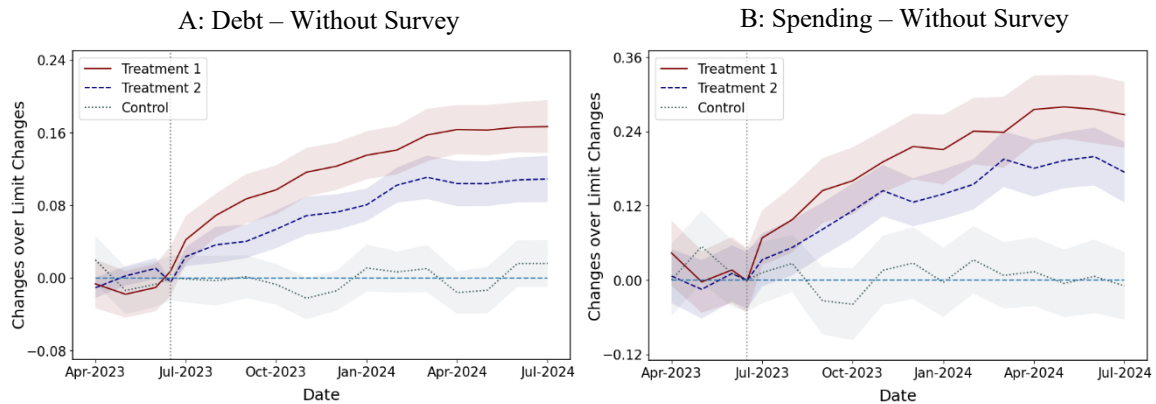 A: Debt – Without Survey
Changes over Limit Changes
0.24
0.16
0.08
0.00
−0.08
Treatment 1
Treatment 2
Control
Apr-2023
Jul-2023
Oct-2023
Jan-2024
Apr-2024
Jul-2024
Date
B: Spending – Without Survey
Changes over Limit Changes
0.36
0.24
0.12
0.00
−0.12
Treatment 1
Treatment 2
Control
Apr-2023
Jul-2023
Oct-2023
Jan-2024
Apr-2024
Jul-2024
Date